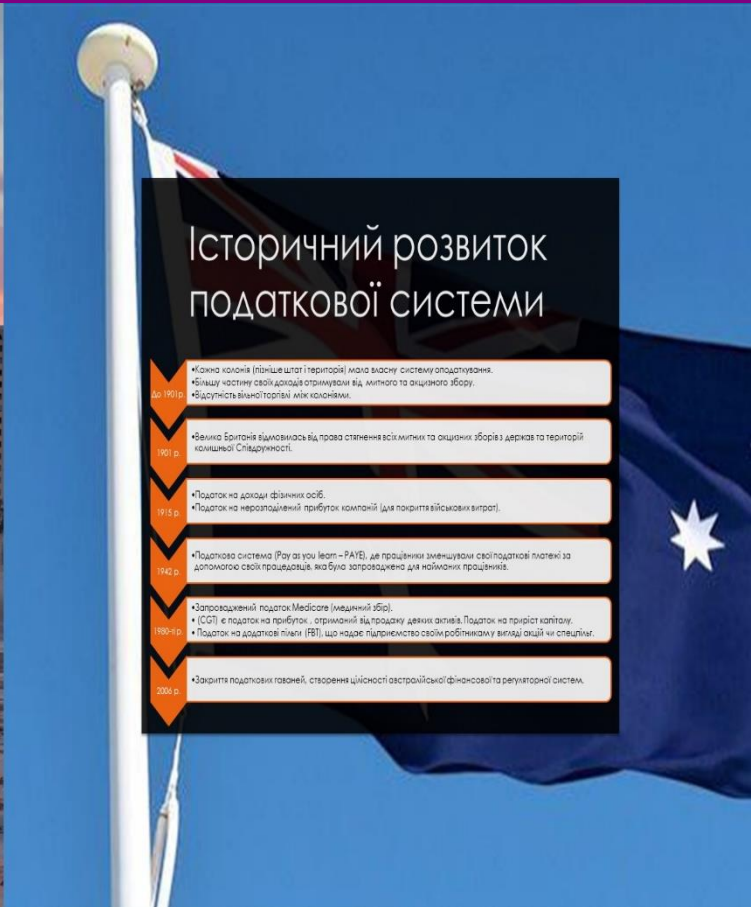 Історичний розвиток
податкової системи
До 1901р.
•Кожна колонія (пізніше штат і територія) мала власну систему оподаткування.
•Більшу частину своїх доходів отримували від митного та акцизного збору.
•Відсутність вільної торгівлі між колоніями.
1901 р.
•Велика Британія відмовилась від права стягнення всіх митних та акцизних зборів з держав та територій
колишньої Співдружності.
1915 р.
•Податок на доходи фізичних осіб.
•Податок на нерозподілений прибуток компаній (для покриття військових витрат).
1942 р.
•Податкова система (Pay as you learn – PAYE), де працівники зменшували свої податкові платежі за
допомогою своїх працедавців, яка була запроваджена для найманих працівників.
1980-ті р.
•Запроваджений податок Medicare (медичний збір).
• (CGT) є податок на прибуток , отриманий від продажу деяких активів. Податок на приріст капіталу.
• Податок на додаткові пільги (FBT), що надає підприємство своїм робітникам у вигляді акцій чи спецпільг.
2006 р.
•Закриття податкових гаваней, створення цілісності австралійської фінансової та регуляторної систем.